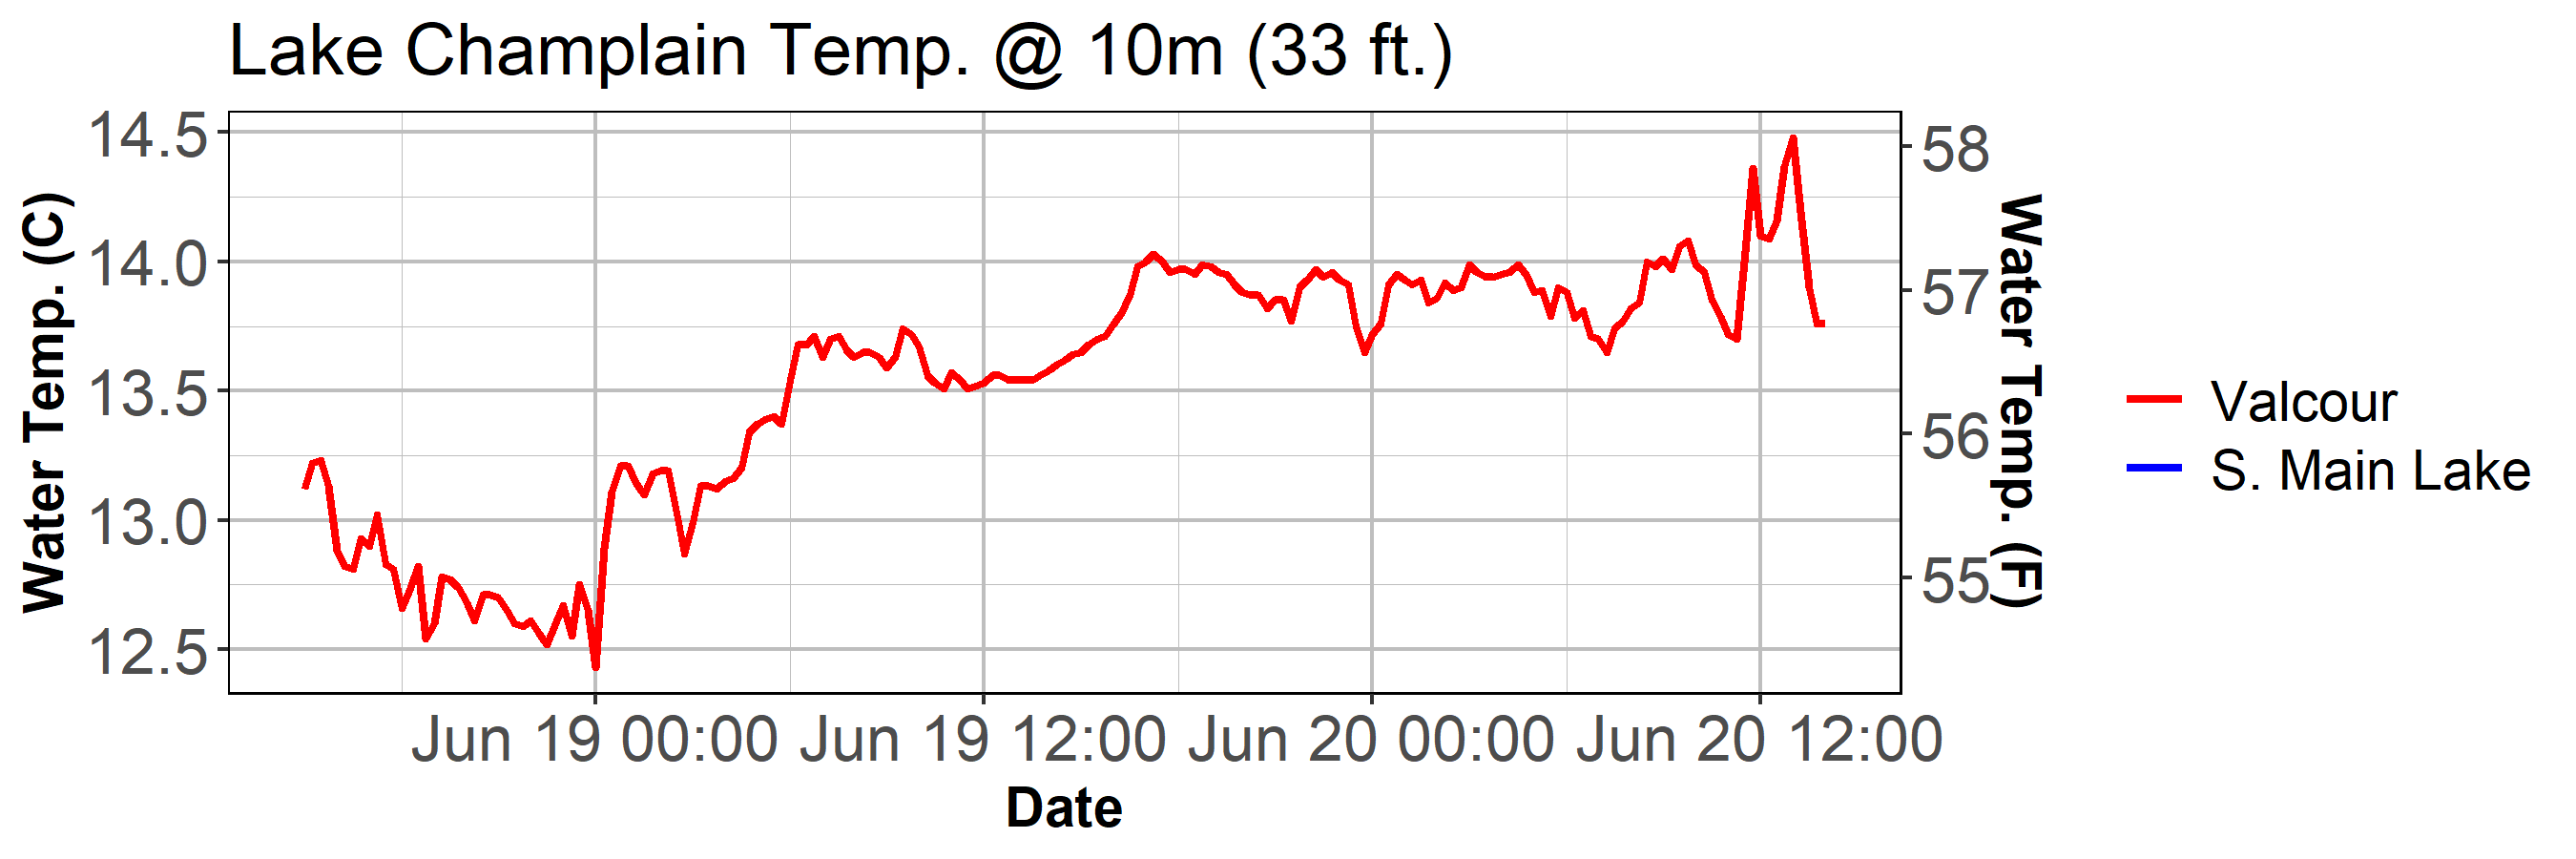 Lake Champlain Temp. @ 10m (33 ft.)
Water Temp. (C)
14.5
14.0
13.5
13.0
12.5
58
57
56
55
Water Temp. (F)
Valcour
S. Main Lake
Jun 19 00:00 Jun 19 12:00 Jun 20 00:00 Jun 20 12:00
Date